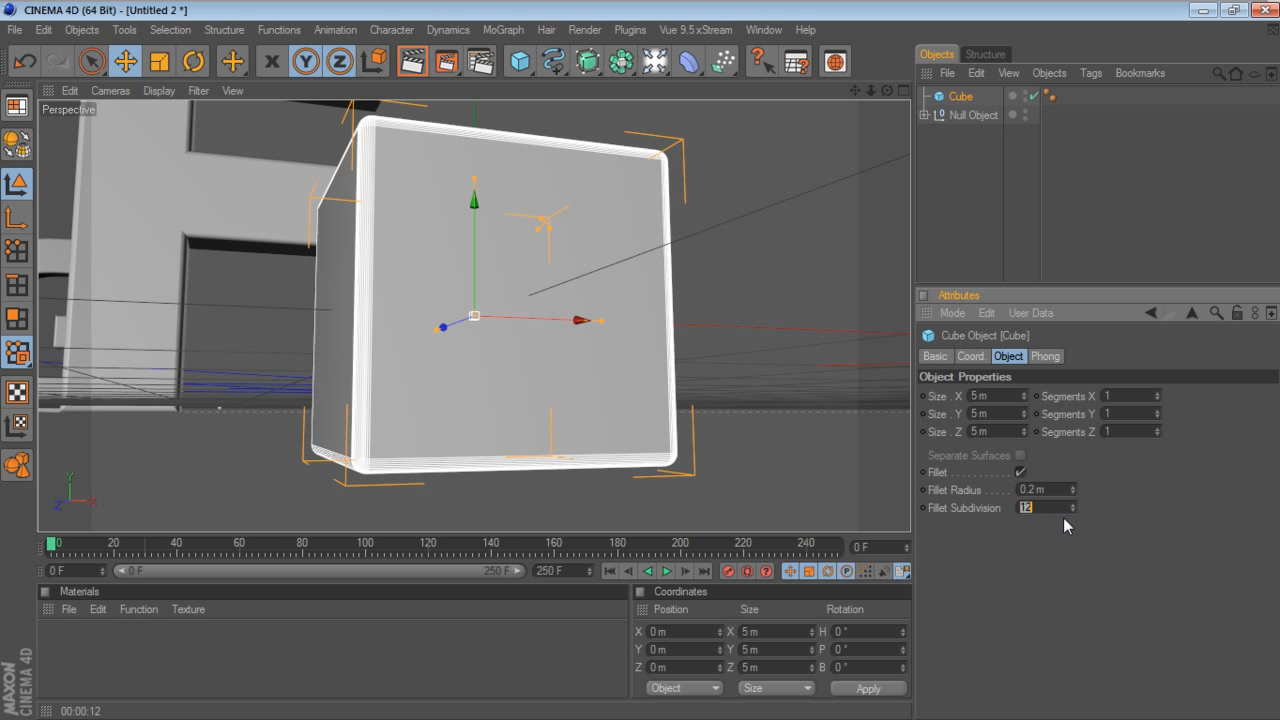 CINEMA 4D (64 Bit) - [Untitled 2 *]
File Edit Objects Tools Selection Structure Functions Animation Character Dynamics MoGraph Hair Render Plugins Vue 9.5 xStream Window Help
Objects Structure
File Edit View Objects Tags Bookmarks
Edit Cameras Display Filter View
Perspective
Cube
Null Object
Attributes
Mode Edit User Data
Cube Object [Cube]
Basic Coord. Object Phong
Object Properties
Size . X 5 m Segments X 1
Size . Y 5 m Segments Y 1
Size . Z 5 m Segments Z 1
Separate Surfaces
Fillet
Fillet Radius 0.2 m
Fillet Subdivision 12
Y
X
Z
0 20 40 60 80 100 120 140 160 180 200 220 240 0 F
0 F 0 F 250 F 250 F
Materials
File Edit Function Texture
Coordinates
Position Size Rotation
X 0 m X 5 m H 0 °
Y 0 m Y 5 m P 0 °
Z 0 m Z 5 m B 0 °
Object Size Apply
MAXON
CINEMA 4D
00:00:12